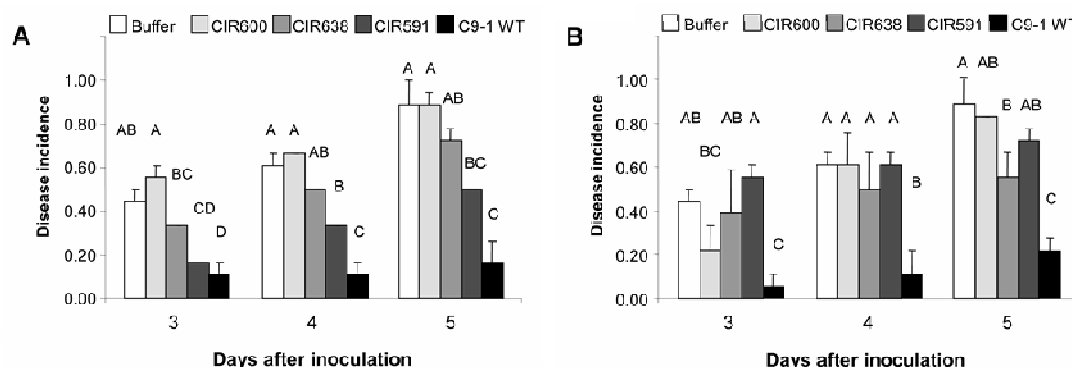 A
Buffer CIR600 CIR638 CIR591 C9-1 WT
Disease incidence
1.00
0.80
0.60
0.40
0.20
0.00
AB A BC CD D
A A AB B C
A A AB BC C
3 4 5
Days after inoculation
B
Buffer CIR600 CIR638 CIR591 C9-1 WT
Disease incidence
1.00
0.80
0.60
0.40
0.20
0.00
AB BC AB A C
A A A A B
A AB B AB C
3 4 5
Days after inoculation